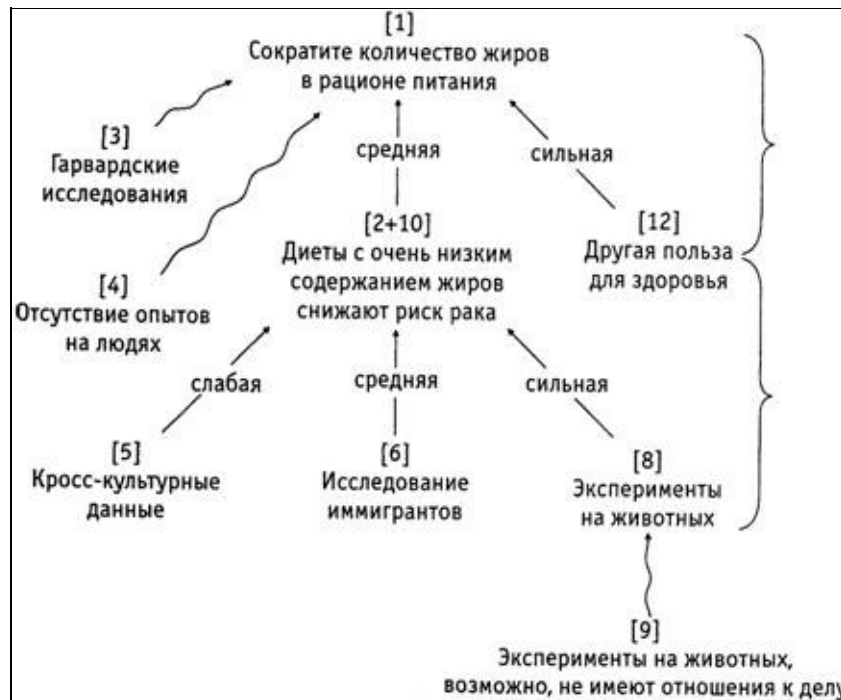 [1]
Сократите количество жиров
в рационе питания
[3]
Гарвардские
исследования
средняя
сильная
[2+10]
Диеты с очень низким
содержанием жиров
снижают риск рака
[12]
Другая польза
для здоровья
[4]
Отсутствие опытов
на людях
слабая
средняя
сильная
[5]
Кросс-культурные
данные
[6]
Исследование
иммигрантов
[8]
Эксперименты
на животных
[9]
Эксперименты на животных,
возможно, не имеют отношения к делу